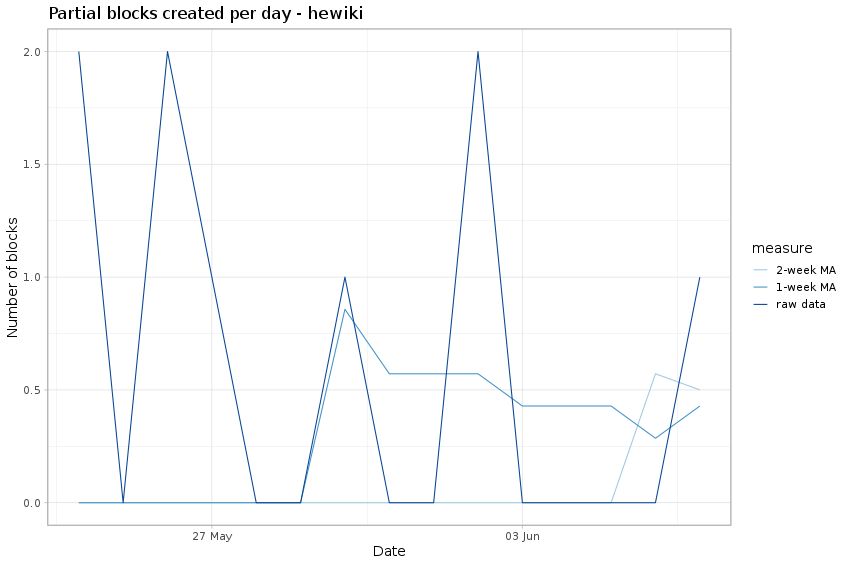 Partial blocks created per day - hewiki
2.0
1.5
1.0
0.5
0.0
Number of blocks
27 May
03 Jun
Date
measure
2-week MA
1-week MA
raw data